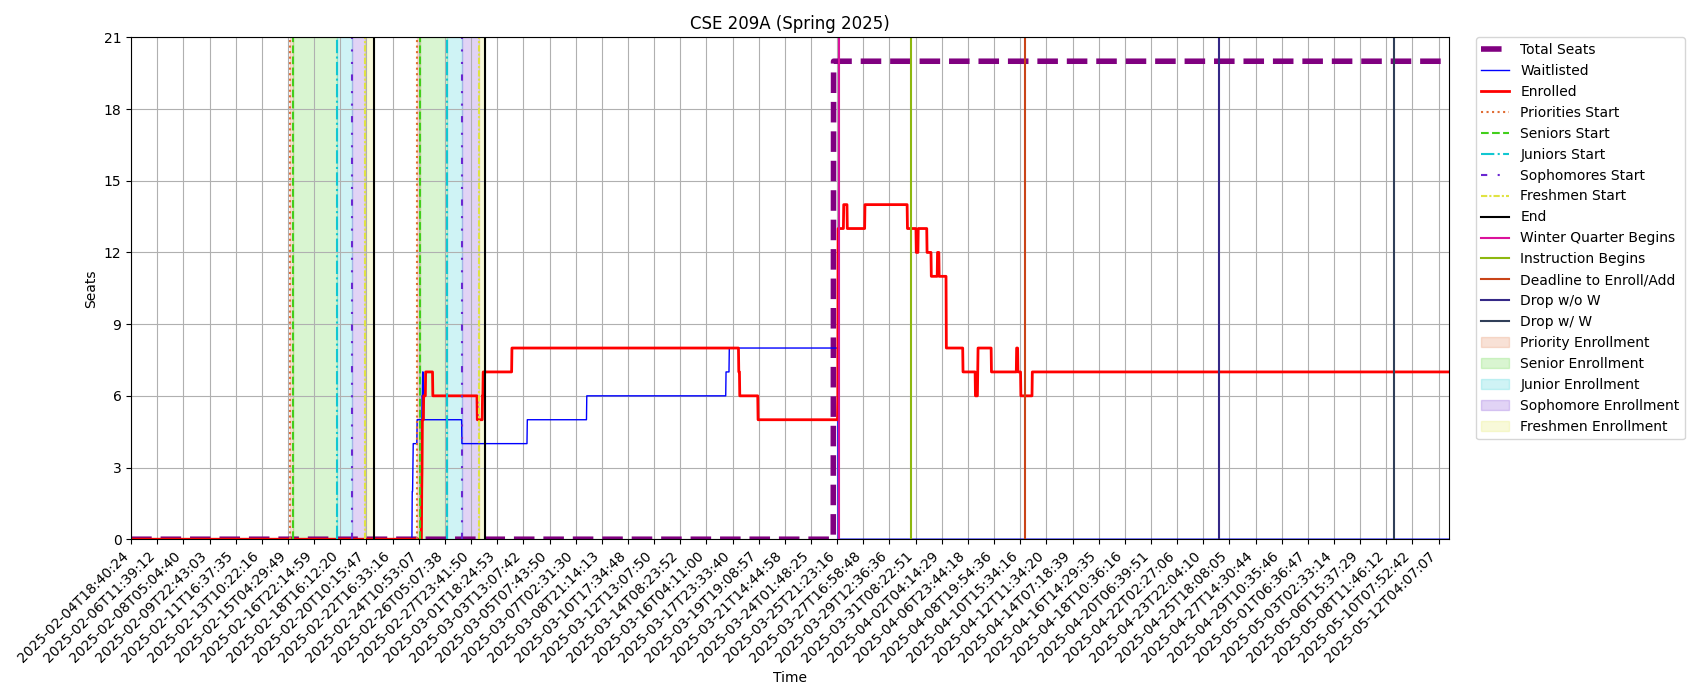 CSE 209A (Spring 2025)
Seats
21
18
15
12
9
6
3
0
2025-02-04T18:40:24
2025-02-06T11:39:12
2025-02-08T05:04:40
2025-02-09T22:43:03
2025-02-11T16:37:35
2025-02-13T10:22:16
2025-02-15T04:29:49
2025-02-16T22:14:59
2025-02-18T16:12:20
2025-02-20T10:15:47
2025-02-22T16:33:16
2025-02-24T10:53:07
2025-02-26T05:07:38
2025-02-27T23:41:50
2025-03-01T18:24:53
2025-03-03T13:07:42
2025-03-05T07:43:50
2025-03-07T02:31:30
2025-03-08T21:14:13
2025-03-10T17:34:48
2025-03-12T13:07:50
2025-03-14T08:23:52
2025-03-16T04:11:00
2025-03-17T23:33:40
2025-03-19T19:08:57
2025-03-21T14:44:58
2025-03-24T01:48:25
2025-03-25T21:23:16
2025-03-27T16:58:48
2025-03-29T12:36:36
2025-03-31T08:22:51
2025-04-02T04:14:29
2025-04-06T23:44:18
2025-04-08T19:54:36
2025-04-10T15:34:16
2025-04-12T11:34:20
2025-04-14T07:18:39
2025-04-16T14:29:35
2025-04-18T10:36:16
2025-04-20T06:39:51
2025-04-22T02:27:06
2025-04-23T22:04:10
2025-04-25T18:08:05
2025-04-27T14:30:44
2025-04-29T10:35:46
2025-05-01T06:36:47
2025-05-03T02:33:14
2025-05-06T15:37:29
2025-05-08T11:46:12
2025-05-10T07:52:42
2025-05-12T04:07:07
Time
Total Seats
Waitlisted
Enrolled
Priorities Start
Seniors Start
Juniors Start
Sophomores Start
Freshmen Start
End
Winter Quarter Begins
Instruction Begins
Deadline to Enroll/Add
Drop w/o W
Drop w/ W
Priority Enrollment
Senior Enrollment
Junior Enrollment
Sophomore Enrollment
Freshmen Enrollment